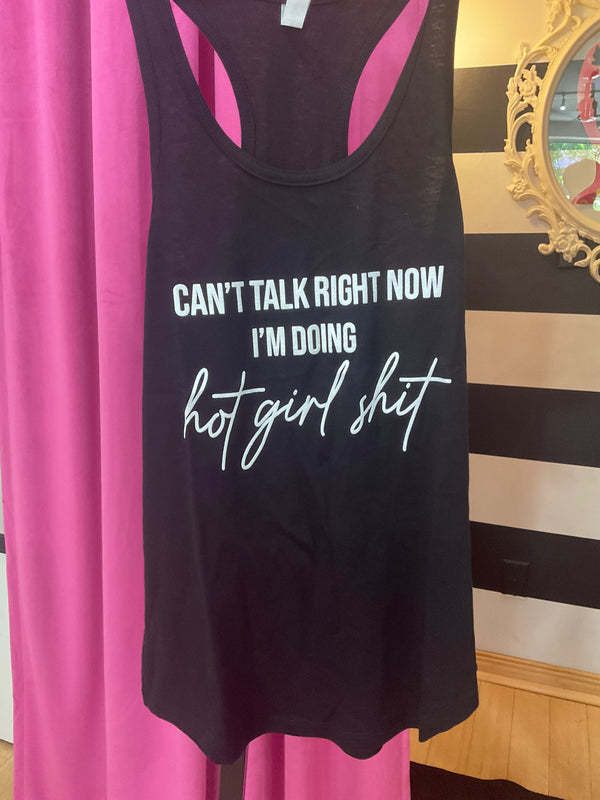 CAN'T TALK RIGHT NOW
I'M DOING
hot girl shit